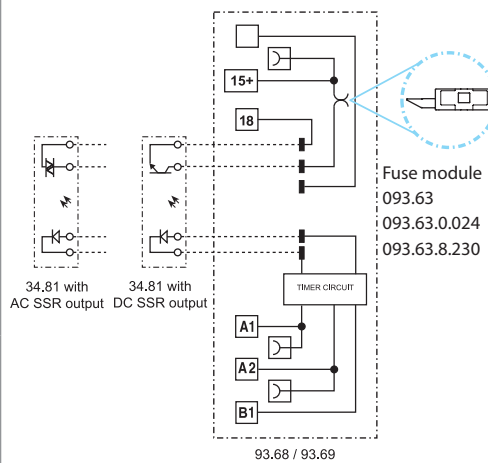 15+
18
Fuse module
093.63
093.63.0.024
093.63.8.230
34.81 with
AC SSR output
34.81 with
DC SSR output
TIMER CIRCUIT
A1
A2
B1
93.68 / 93.69